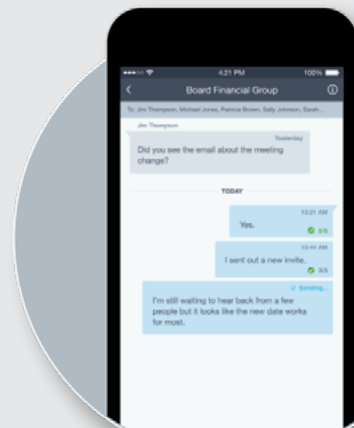 4:21 PM 100%
Board Financial Group
To: Jim Thompson, Michael Jones, Patricia Brown, Sally Johnson, Sarah...
Jim Thompson
Yesterday
Did you see the email about the meeting
change?
TODAY
10:21 AM
Yes.
5/5
10:44 AM
I sent out a new invite.
3/5
Sending...
I'm still waiting to hear back from a few
people but it looks like the new date works
for most.